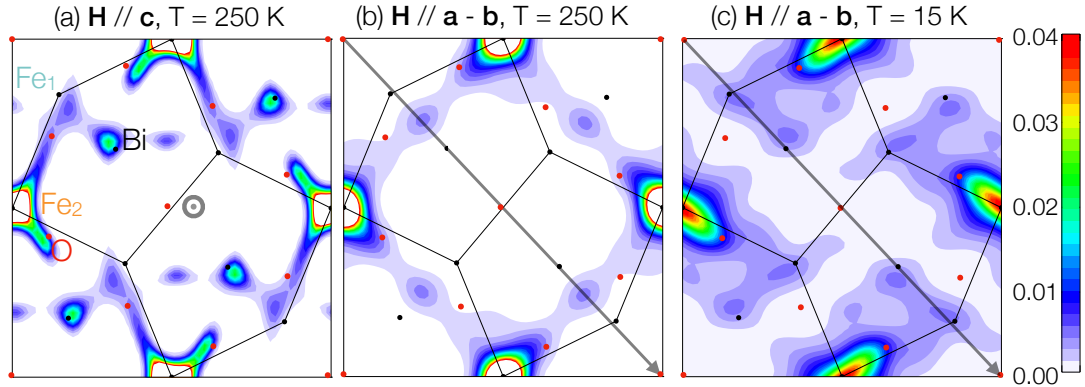 (a) H // c, T = 250 K
(b) H // a - b, T = 250 K
(c) H // a - b, T = 15 K
0.04
Fe₁
Bi
0.03
Fe₂
0.02
O
0.01
0.00